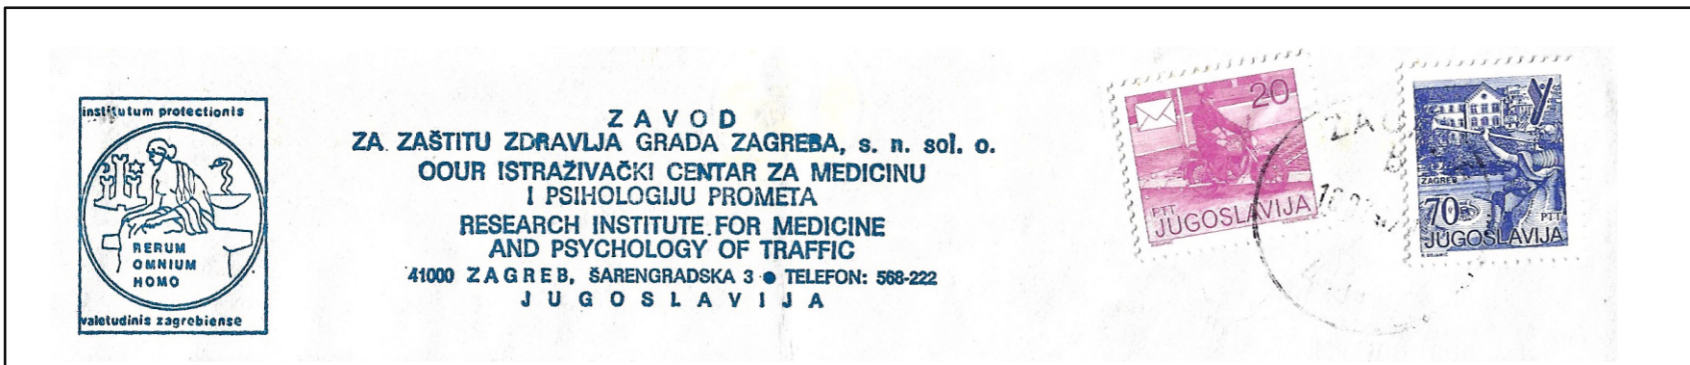 institutum protectionis
RERUM
OMNIUM
HOMO
valetudinis zagrebiense
ZAVOD
ZA ZAŠTITU ZDRAVLJA GRADA ZAGREBA, s. n. sol. o.
OOUR ISTRAŽIVAČKI CENTAR ZA MEDICINU
I PSIHOLOGIJU PROMETA
RESEARCH INSTITUTE FOR MEDICINE
AND PSYCHOLOGY OF TRAFFIC
41000 ZAGREB, ŠARENGRADSKA 3 ● TELEFON: 568-222
JUGOSLAVIJA
20
PTT
JUGOSLAVIJA
ZAGREB
70
PTT
JUGOSLAVIJA